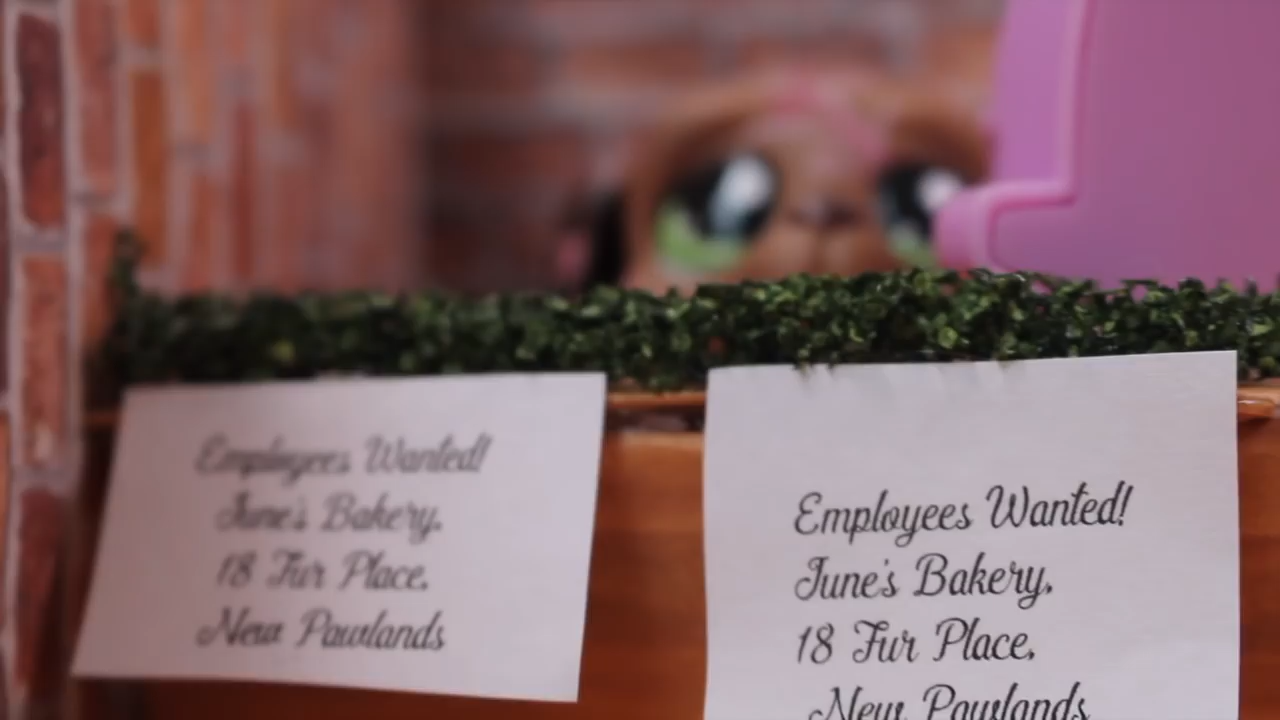 Employees Wanted!
June's Bakery,
18 Fur Place,
New Pawlands
Employees Wanted!
June's Bakery,
18 Fur Place,
New Pawlands